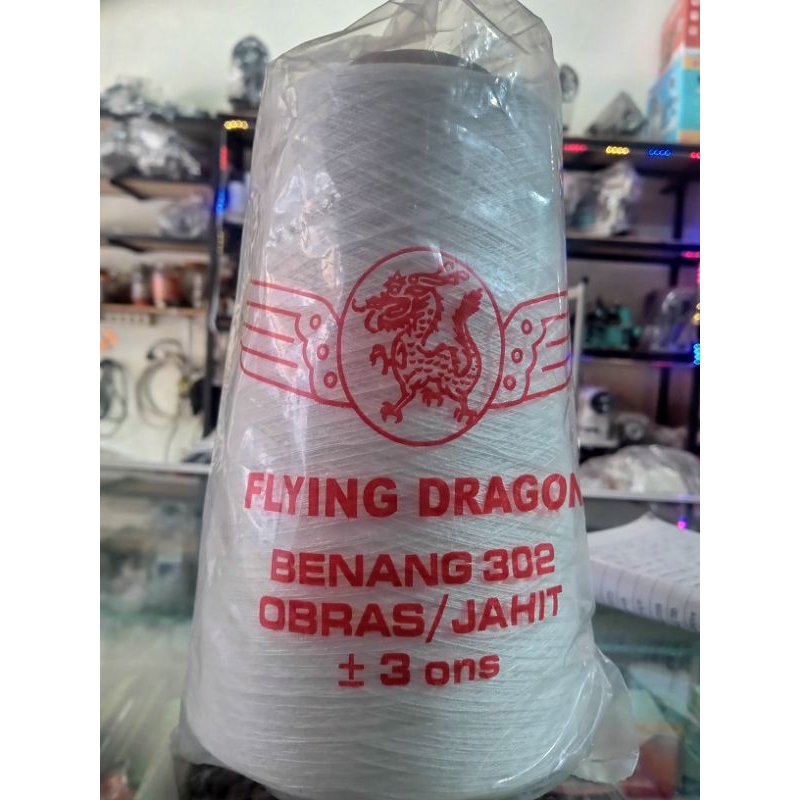 FLYING DRAGON
BENANG 302
OBRAS/JAHIT
± 3 ons